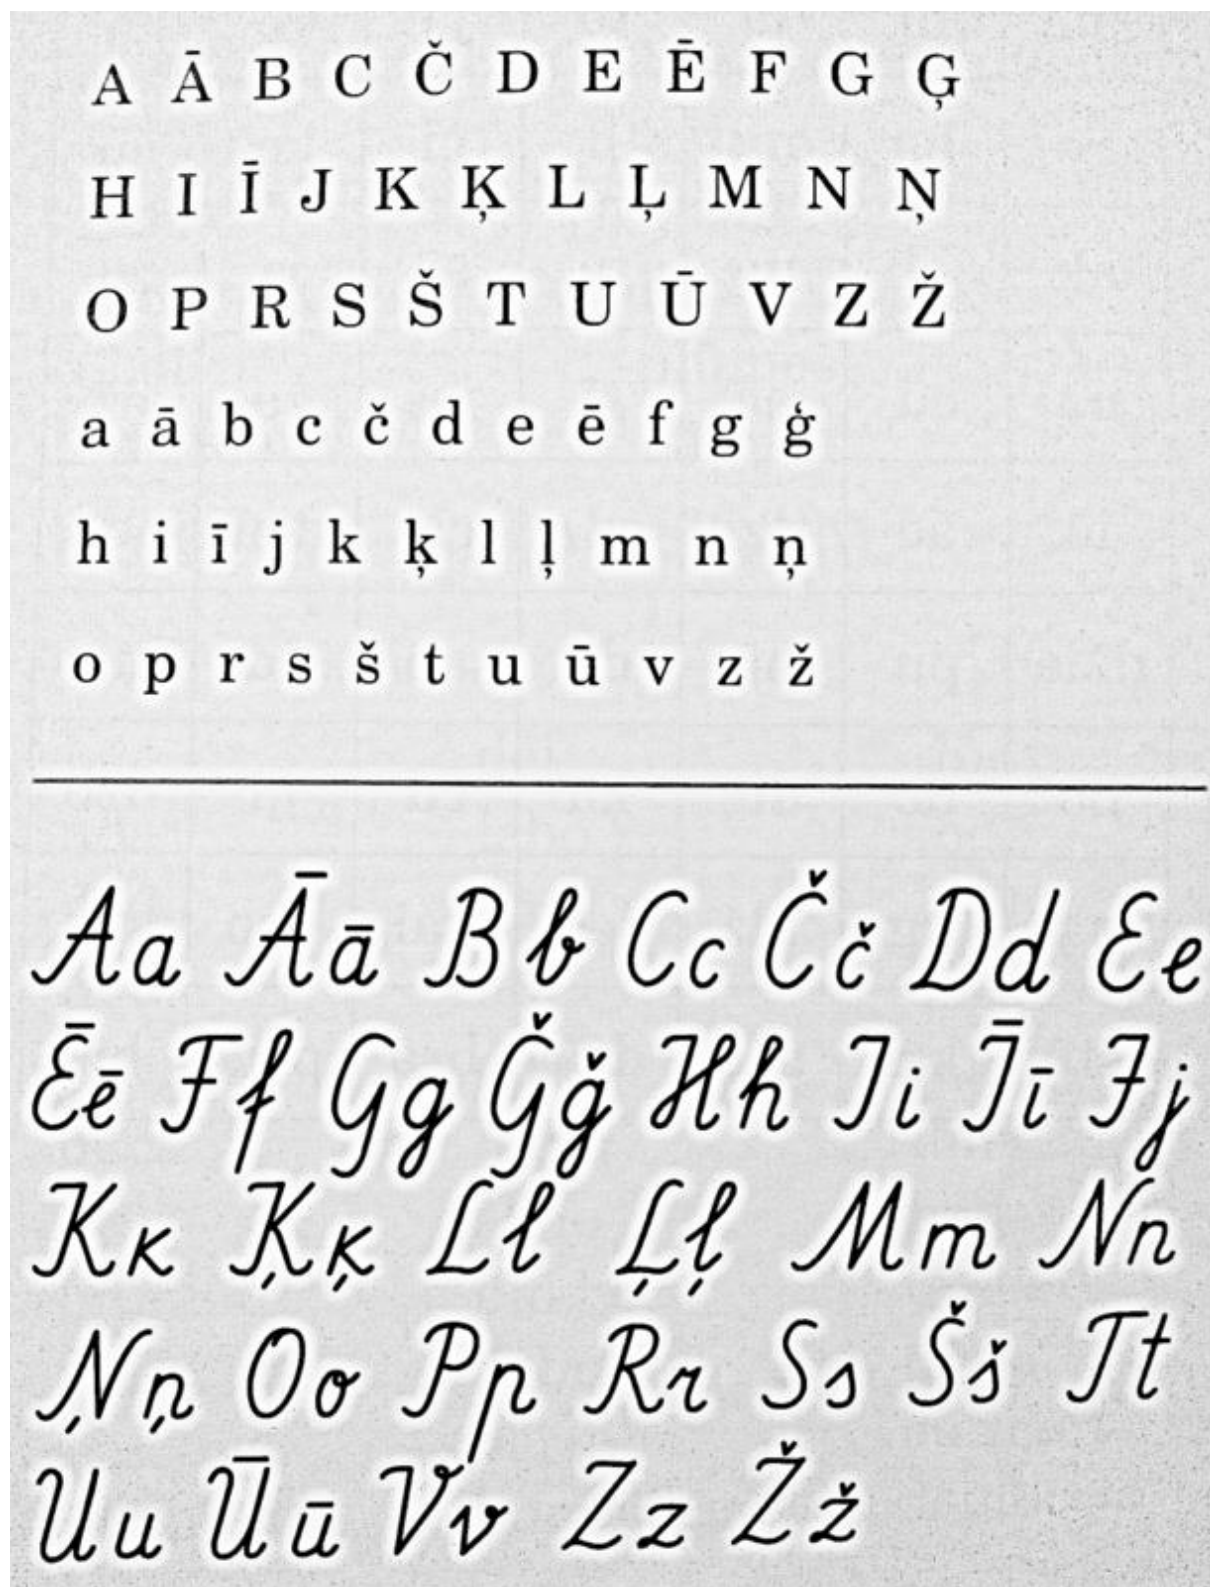 A Ā B C Č D E Ē F G Ģ
H I Ī J K Ķ L Ļ M N Ņ
O P R S Š T U Ū V Z Ž
a ā b c č d e ē f g ģ
h i ī j k ķ l ļ m n ņ
o p r s š t u ū v z ž
Aa Āā Bb Cc Čč Dd Ee
Ēē Ff Gg Ǧǧ Hh Ii Īī Jj
Kk Ķķ Ll Ļļ Mm Nn
Ņņ Oo Pp Rr Ss Šš Tt
Uu Ūū Vv Zz Žž